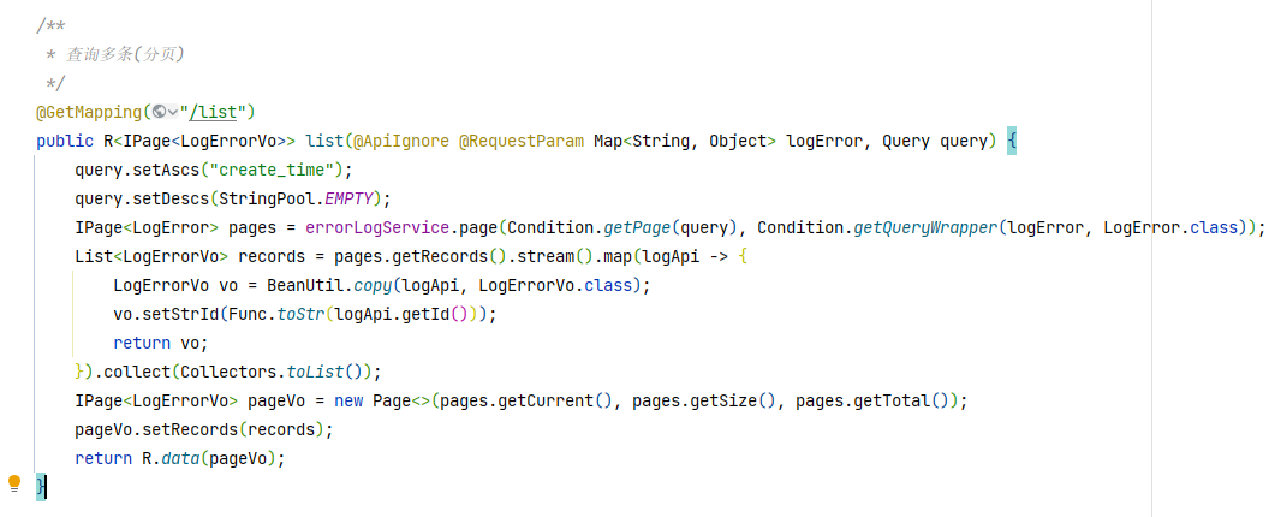 /**
 * 查询多条(分页)
 */
@GetMapping("/list")
public R<IPage<LogErrorVo>> list(@ApiIgnore @RequestParam Map<String, Object> logError, Query query) {
    query.setAscs("create_time");
    query.setDescs(StringPool.EMPTY);
    IPage<LogError> pages = errorLogService.page(Condition.getPage(query), Condition.getQueryWrapper(logError, LogError.class));
    List<LogErrorVo> records = pages.getRecords().stream().map(logApi -> {
        LogErrorVo vo = BeanUtil.copy(logApi, LogErrorVo.class);
        vo.setStrId(Func.toStr(logApi.getId()));
        return vo;
    }).collect(Collectors.toList());
    IPage<LogErrorVo> pageVo = new Page<>(pages.getCurrent(), pages.getSize(), pages.getTotal());
    pageVo.setRecords(records);
    return R.data(pageVo);
}